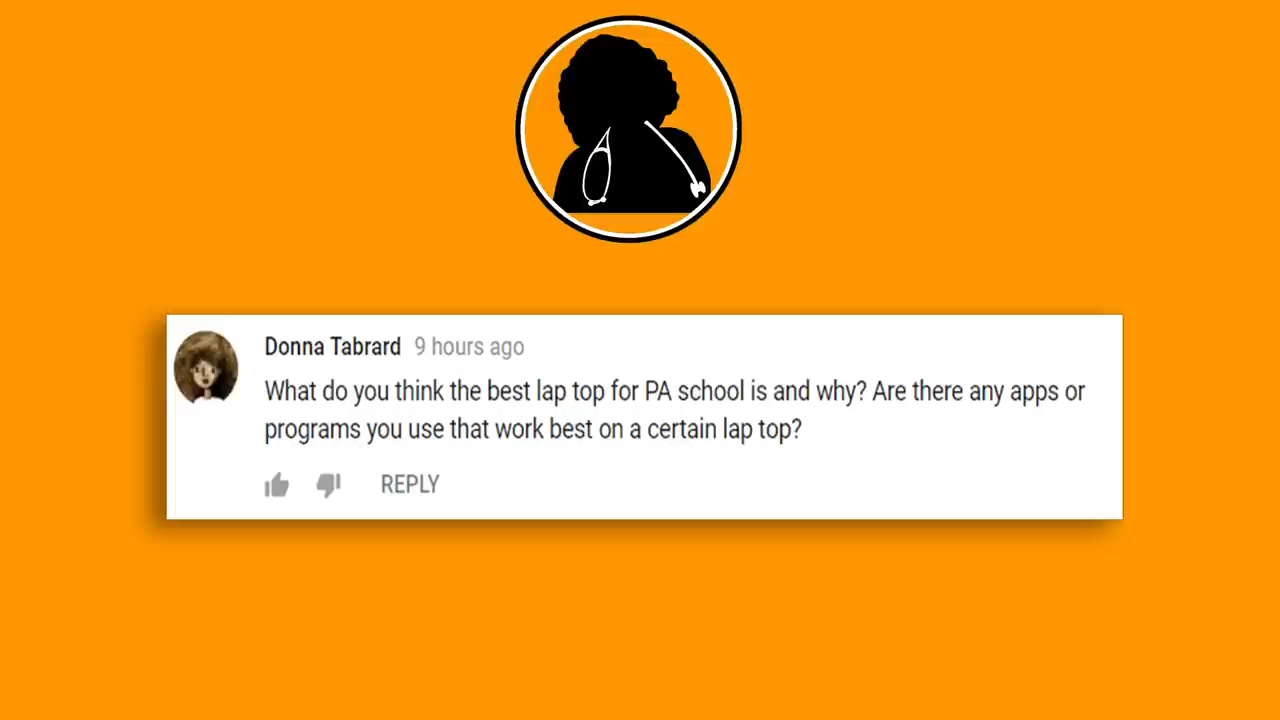 Donna Tabrard 9 hours ago
What do you think the best lap top for PA school is and why? Are there any apps or
programs you use that work best on a certain lap top?
REPLY